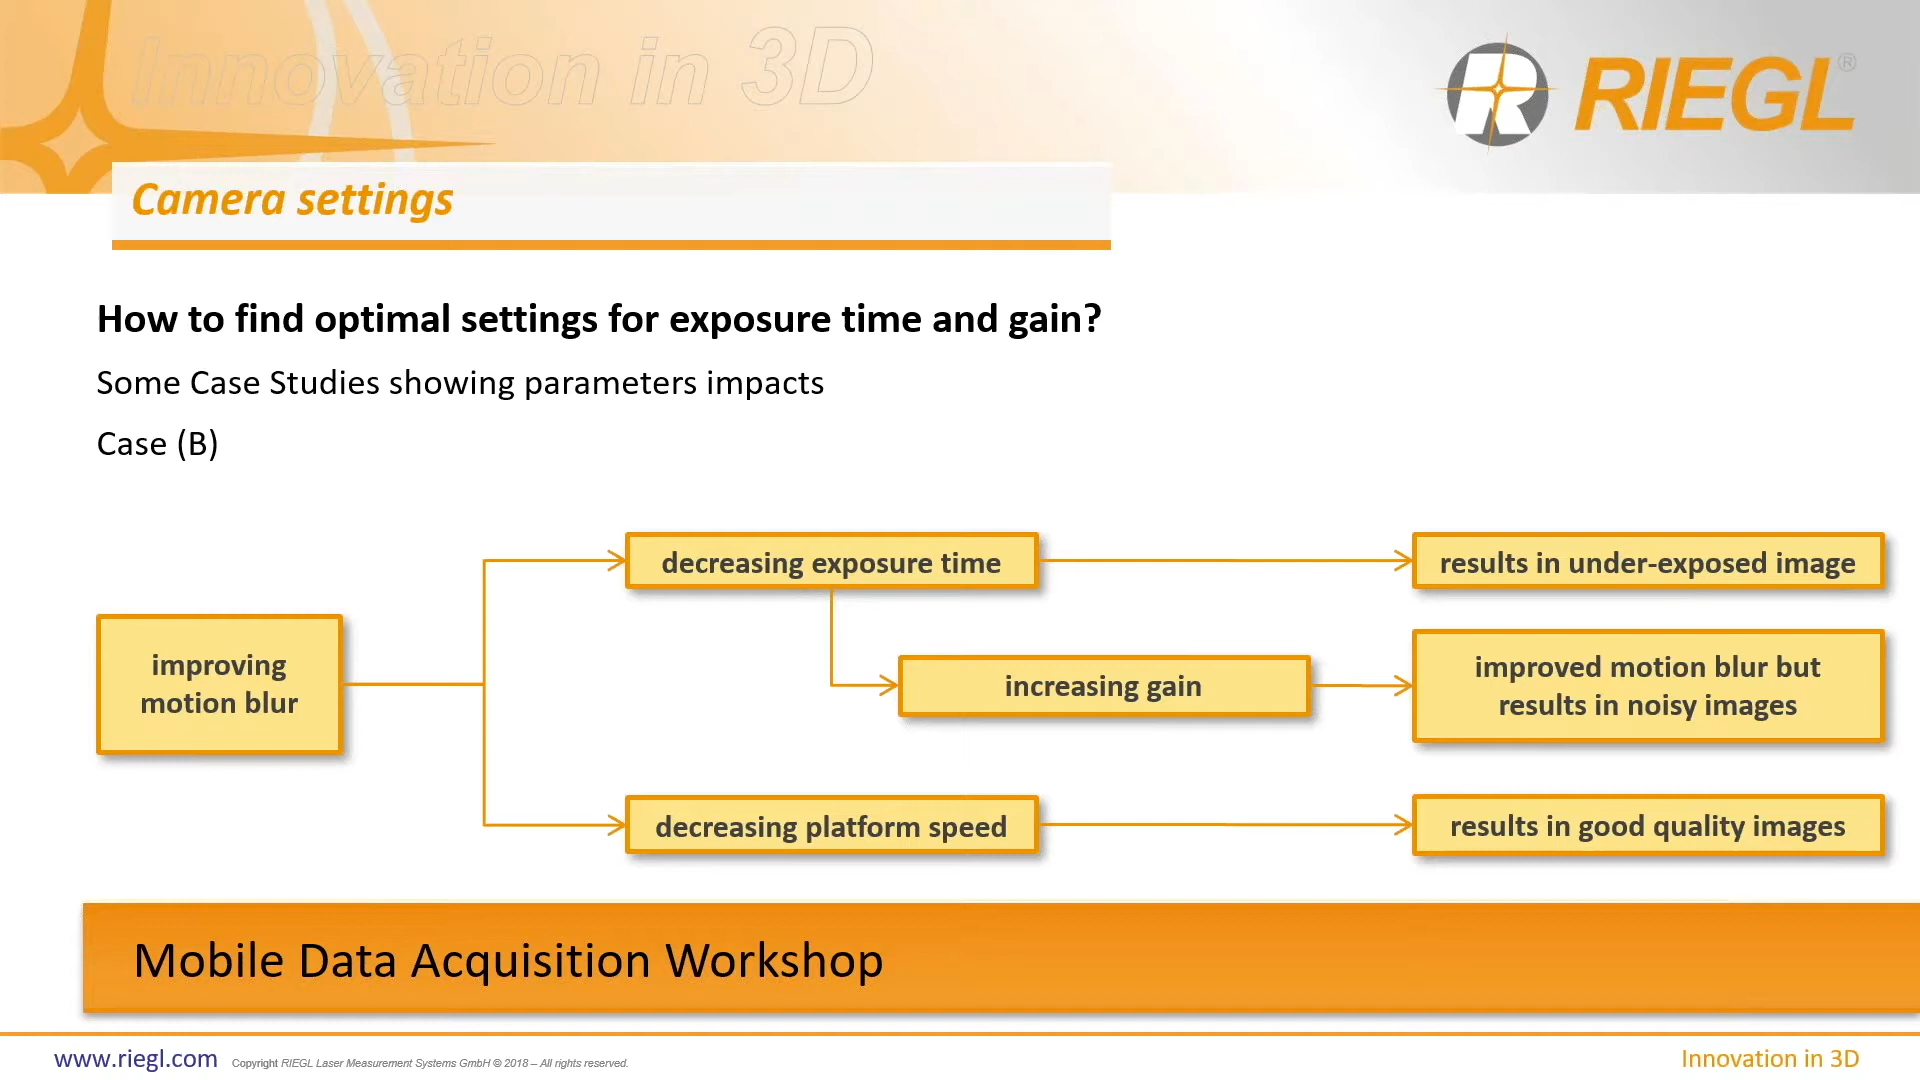 Innovation in 3D
RIEGL®
Camera settings
How to find optimal settings for exposure time and gain?
Some Case Studies showing parameters impacts
Case (B)
decreasing exposure time
results in under-exposed image
improving
motion blur
increasing gain
improved motion blur but
results in noisy images
decreasing platform speed
results in good quality images
Mobile Data Acquisition Workshop
www.riegl.com
Copyright RIEGL Laser Measurement Systems GmbH © 2018 – All rights reserved.
Innovation in 3D